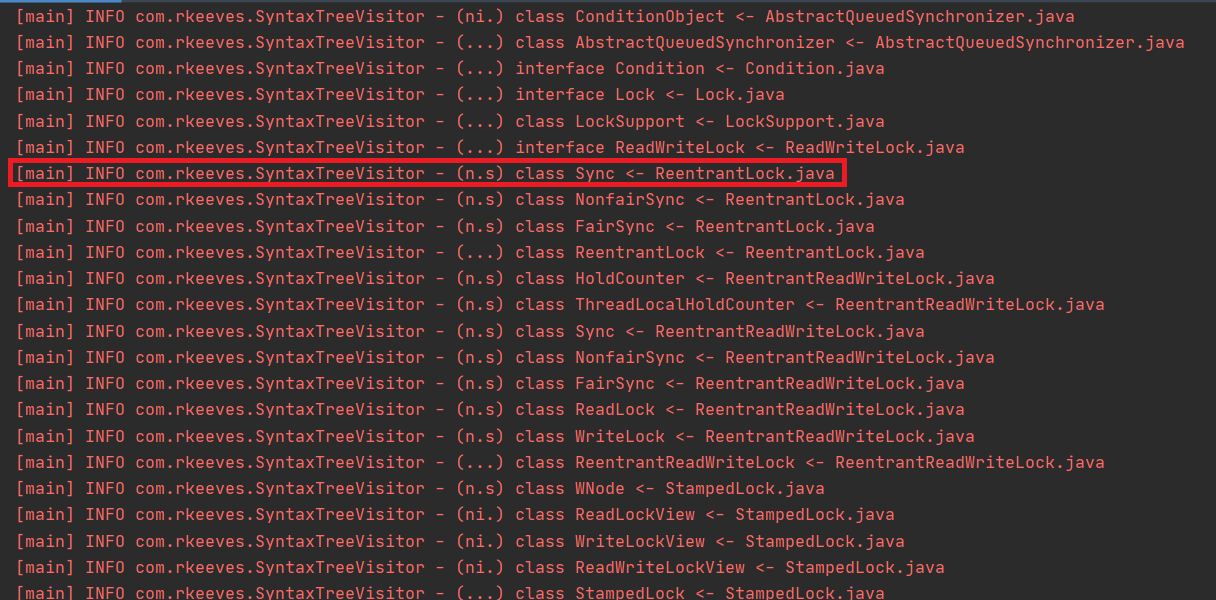 [main] INFO com.rkeeves.SyntaxTreeVisitor - (ni.) class ConditionObject <- AbstractQueuedSynchronizer.java
[main] INFO com.rkeeves.SyntaxTreeVisitor - (...) class AbstractQueuedSynchronizer <- AbstractQueuedSynchronizer.java
[main] INFO com.rkeeves.SyntaxTreeVisitor - (...) interface Condition <- Condition.java
[main] INFO com.rkeeves.SyntaxTreeVisitor - (...) interface Lock <- Lock.java
[main] INFO com.rkeeves.SyntaxTreeVisitor - (...) class LockSupport <- LockSupport.java
[main] INFO com.rkeeves.SyntaxTreeVisitor - (...) interface ReadWriteLock <- ReadWriteLock.java
[main] INFO com.rkeeves.SyntaxTreeVisitor - (n.s) class Sync <- ReentrantLock.java
[main] INFO com.rkeeves.SyntaxTreeVisitor - (n.s) class NonfairSync <- ReentrantLock.java
[main] INFO com.rkeeves.SyntaxTreeVisitor - (n.s) class FairSync <- ReentrantLock.java
[main] INFO com.rkeeves.SyntaxTreeVisitor - (...) class ReentrantLock <- ReentrantLock.java
[main] INFO com.rkeeves.SyntaxTreeVisitor - (n.s) class HoldCounter <- ReentrantReadWriteLock.java
[main] INFO com.rkeeves.SyntaxTreeVisitor - (n.s) class ThreadLocalHoldCounter <- ReentrantReadWriteLock.java
[main] INFO com.rkeeves.SyntaxTreeVisitor - (n.s) class Sync <- ReentrantReadWriteLock.java
[main] INFO com.rkeeves.SyntaxTreeVisitor - (n.s) class NonfairSync <- ReentrantReadWriteLock.java
[main] INFO com.rkeeves.SyntaxTreeVisitor - (n.s) class FairSync <- ReentrantReadWriteLock.java
[main] INFO com.rkeeves.SyntaxTreeVisitor - (n.s) class ReadLock <- ReentrantReadWriteLock.java
[main] INFO com.rkeeves.SyntaxTreeVisitor - (n.s) class WriteLock <- ReentrantReadWriteLock.java
[main] INFO com.rkeeves.SyntaxTreeVisitor - (...) class ReentrantReadWriteLock <- ReentrantReadWriteLock.java
[main] INFO com.rkeeves.SyntaxTreeVisitor - (n.s) class WNode <- StampedLock.java
[main] INFO com.rkeeves.SyntaxTreeVisitor - (ni.) class ReadLockView <- StampedLock.java
[main] INFO com.rkeeves.SyntaxTreeVisitor - (ni.) class WriteLockView <- StampedLock.java
[main] INFO com.rkeeves.SyntaxTreeVisitor - (ni.) class ReadWriteLockView <- StampedLock.java
[main] INFO com.rkeeves.SyntaxTreeVisitor - (...) class StampedLock <- StampedLock.java